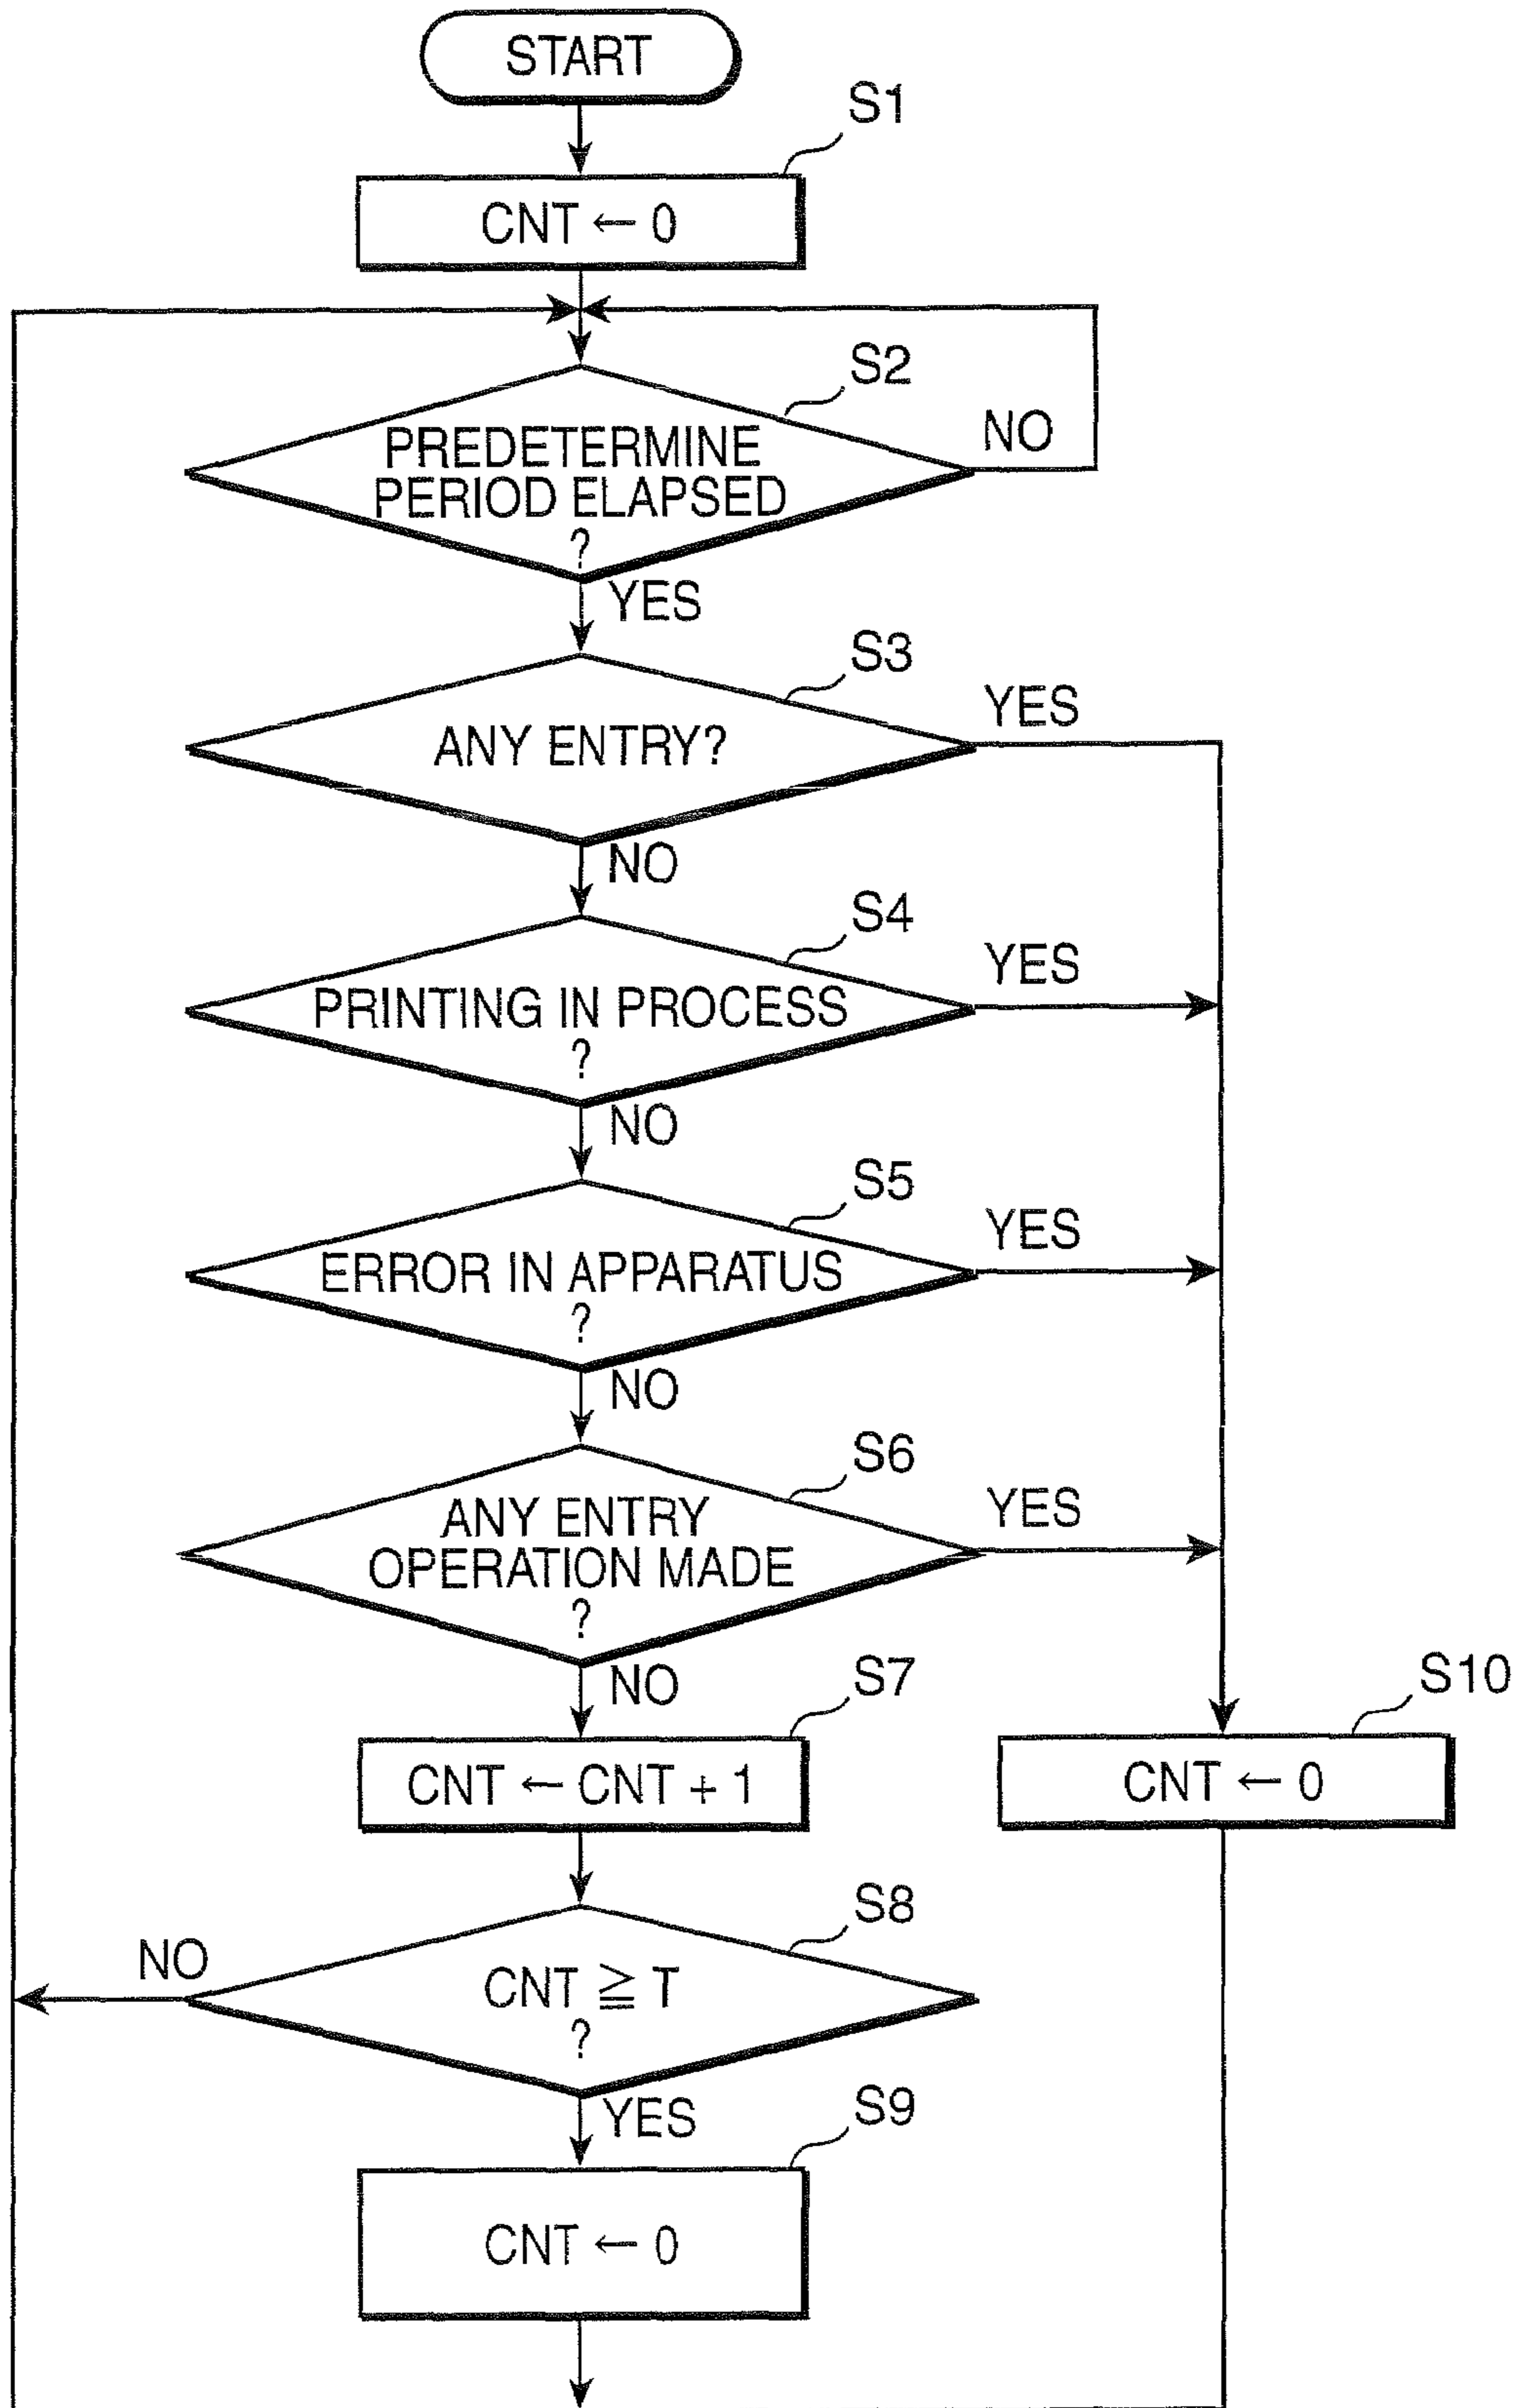 START
S1
CNT ← 0
S2
PREDETERMINE
PERIOD ELAPSED
?
NO
YES
S3
ANY ENTRY?
YES
NO
S4
PRINTING IN PROCESS
?
YES
NO
S5
ERROR IN APPARATUS
?
YES
NO
S6
ANY ENTRY
OPERATION MADE
?
YES
NO
S7
CNT ← CNT + 1
S10
CNT ← 0
S8
CNT ≧ T
?
NO
YES
S9
CNT ← 0